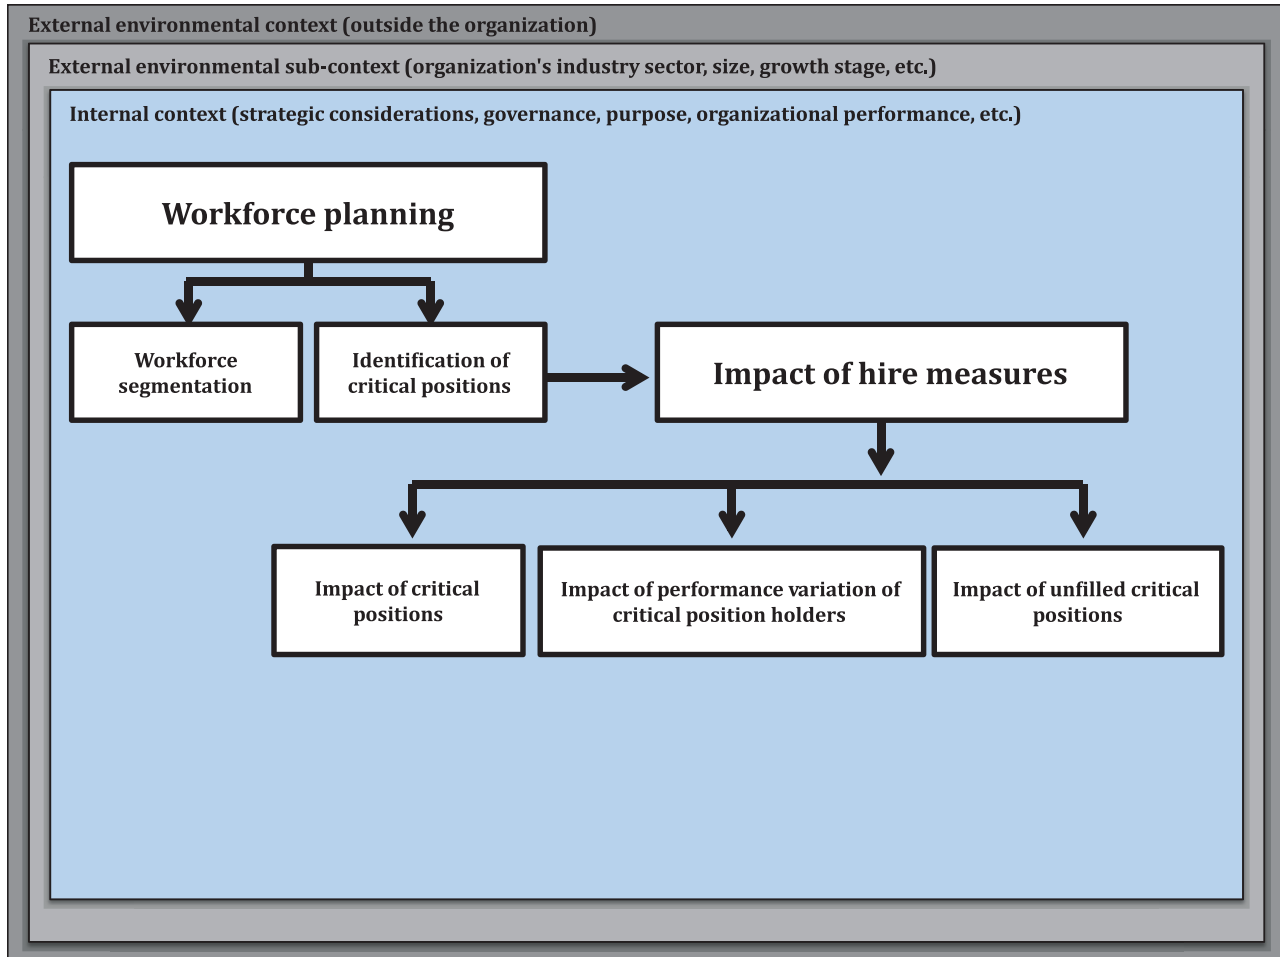 External environmental context (outside the organization)
External environmental sub-context (organization's industry sector, size, growth stage, etc.)
Internal context (strategic considerations, governance, purpose, organizational performance, etc.)
Workforce planning
Workforce
segmentation
Identification of
critical positions
Impact of hire measures
Impact of critical
positions
Impact of performance variation of
critical position holders
Impact of unfilled critical
positions